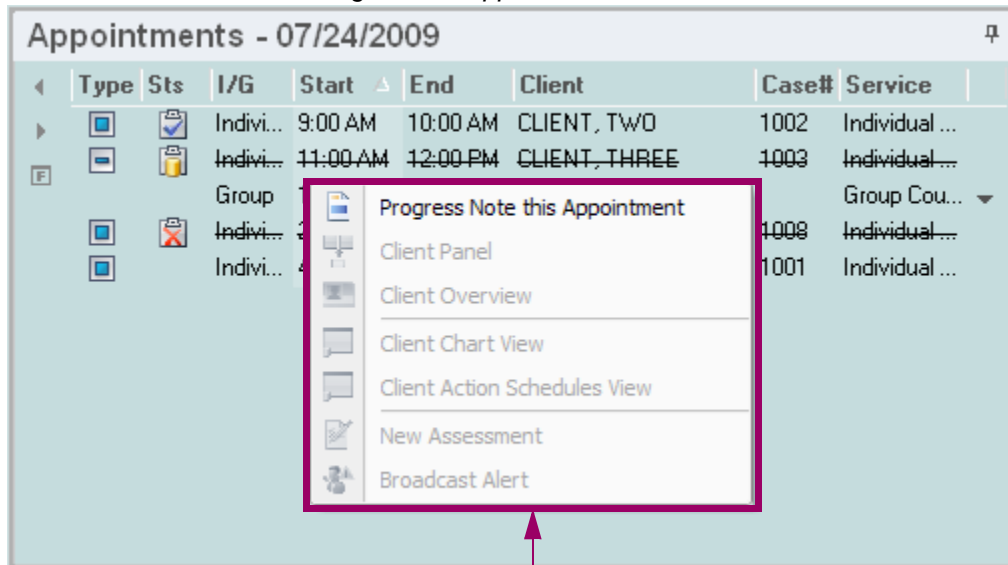 Appointments - 07/24/2009
Type Sts I/G Start End Client Case# Service
Indivi... 9:00 AM 10:00 AM CLIENT, TWO 1002 Individual ...
Indivi... 11:00 AM 12:00 PM CLIENT, THREE 1003 Individual ...
F
Group Group Cou...
Progress Note this Appointment
Indivi... 1008 Individual ...
Client Panel
Indivi... 1001 Individual ...
Client Overview
Client Chart View
Client Action Schedules View
New Assessment
Broadcast Alert